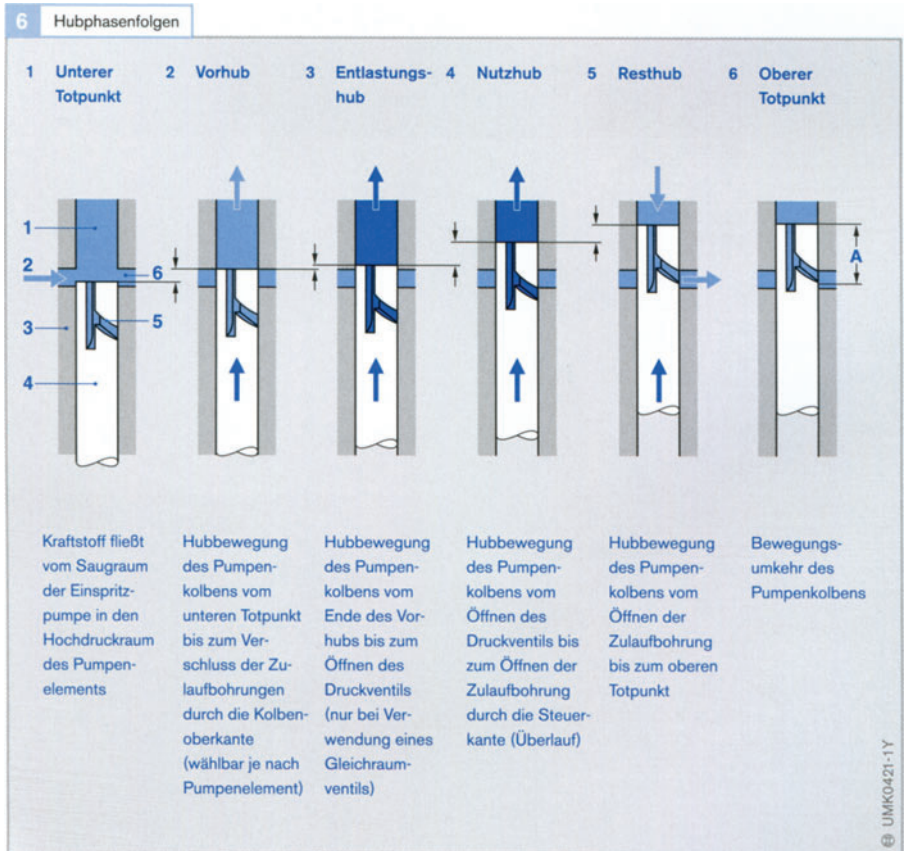 6 Hubphasenfolgen
1 Unterer
Totpunkt
2 Vorhub
3 Entlastungs-
hub
4 Nutzhub
5 Resthub
6 Oberer
Totpunkt
1
2
3
4
5
6
A
Kraftstoff fließt
vom Saugraum
der Einspritz-
pumpe in den
Hochdruckraum
des Pumpen-
elements
Hubbewegung
des Pumpen-
kolbens vom
unteren Totpunkt
bis zum Ver-
schluss der Zu-
laufbohrungen
durch die Kolben-
oberkante
(wählbar je nach
Pumpenelement)
Hubbewegung
des Pumpen-
kolbens vom
Ende des Vor-
hubs bis zum
Öffnen des
Druckventils
(nur bei Ver-
wendung eines
Gleichraum-
ventils)
Hubbewegung
des Pumpen-
kolbens vom
Öffnen des
Druckventils bis
zum Öffnen der
Zulaufbohrung
durch die Steuer-
kante (Überlauf)
Hubbewegung
des Pumpen-
kolbens vom
Öffnen der
Zulaufbohrung
bis zum oberen
Totpunkt
Bewegungs-
umkehr des
Pumpenkolbens
UMK0421-1Y